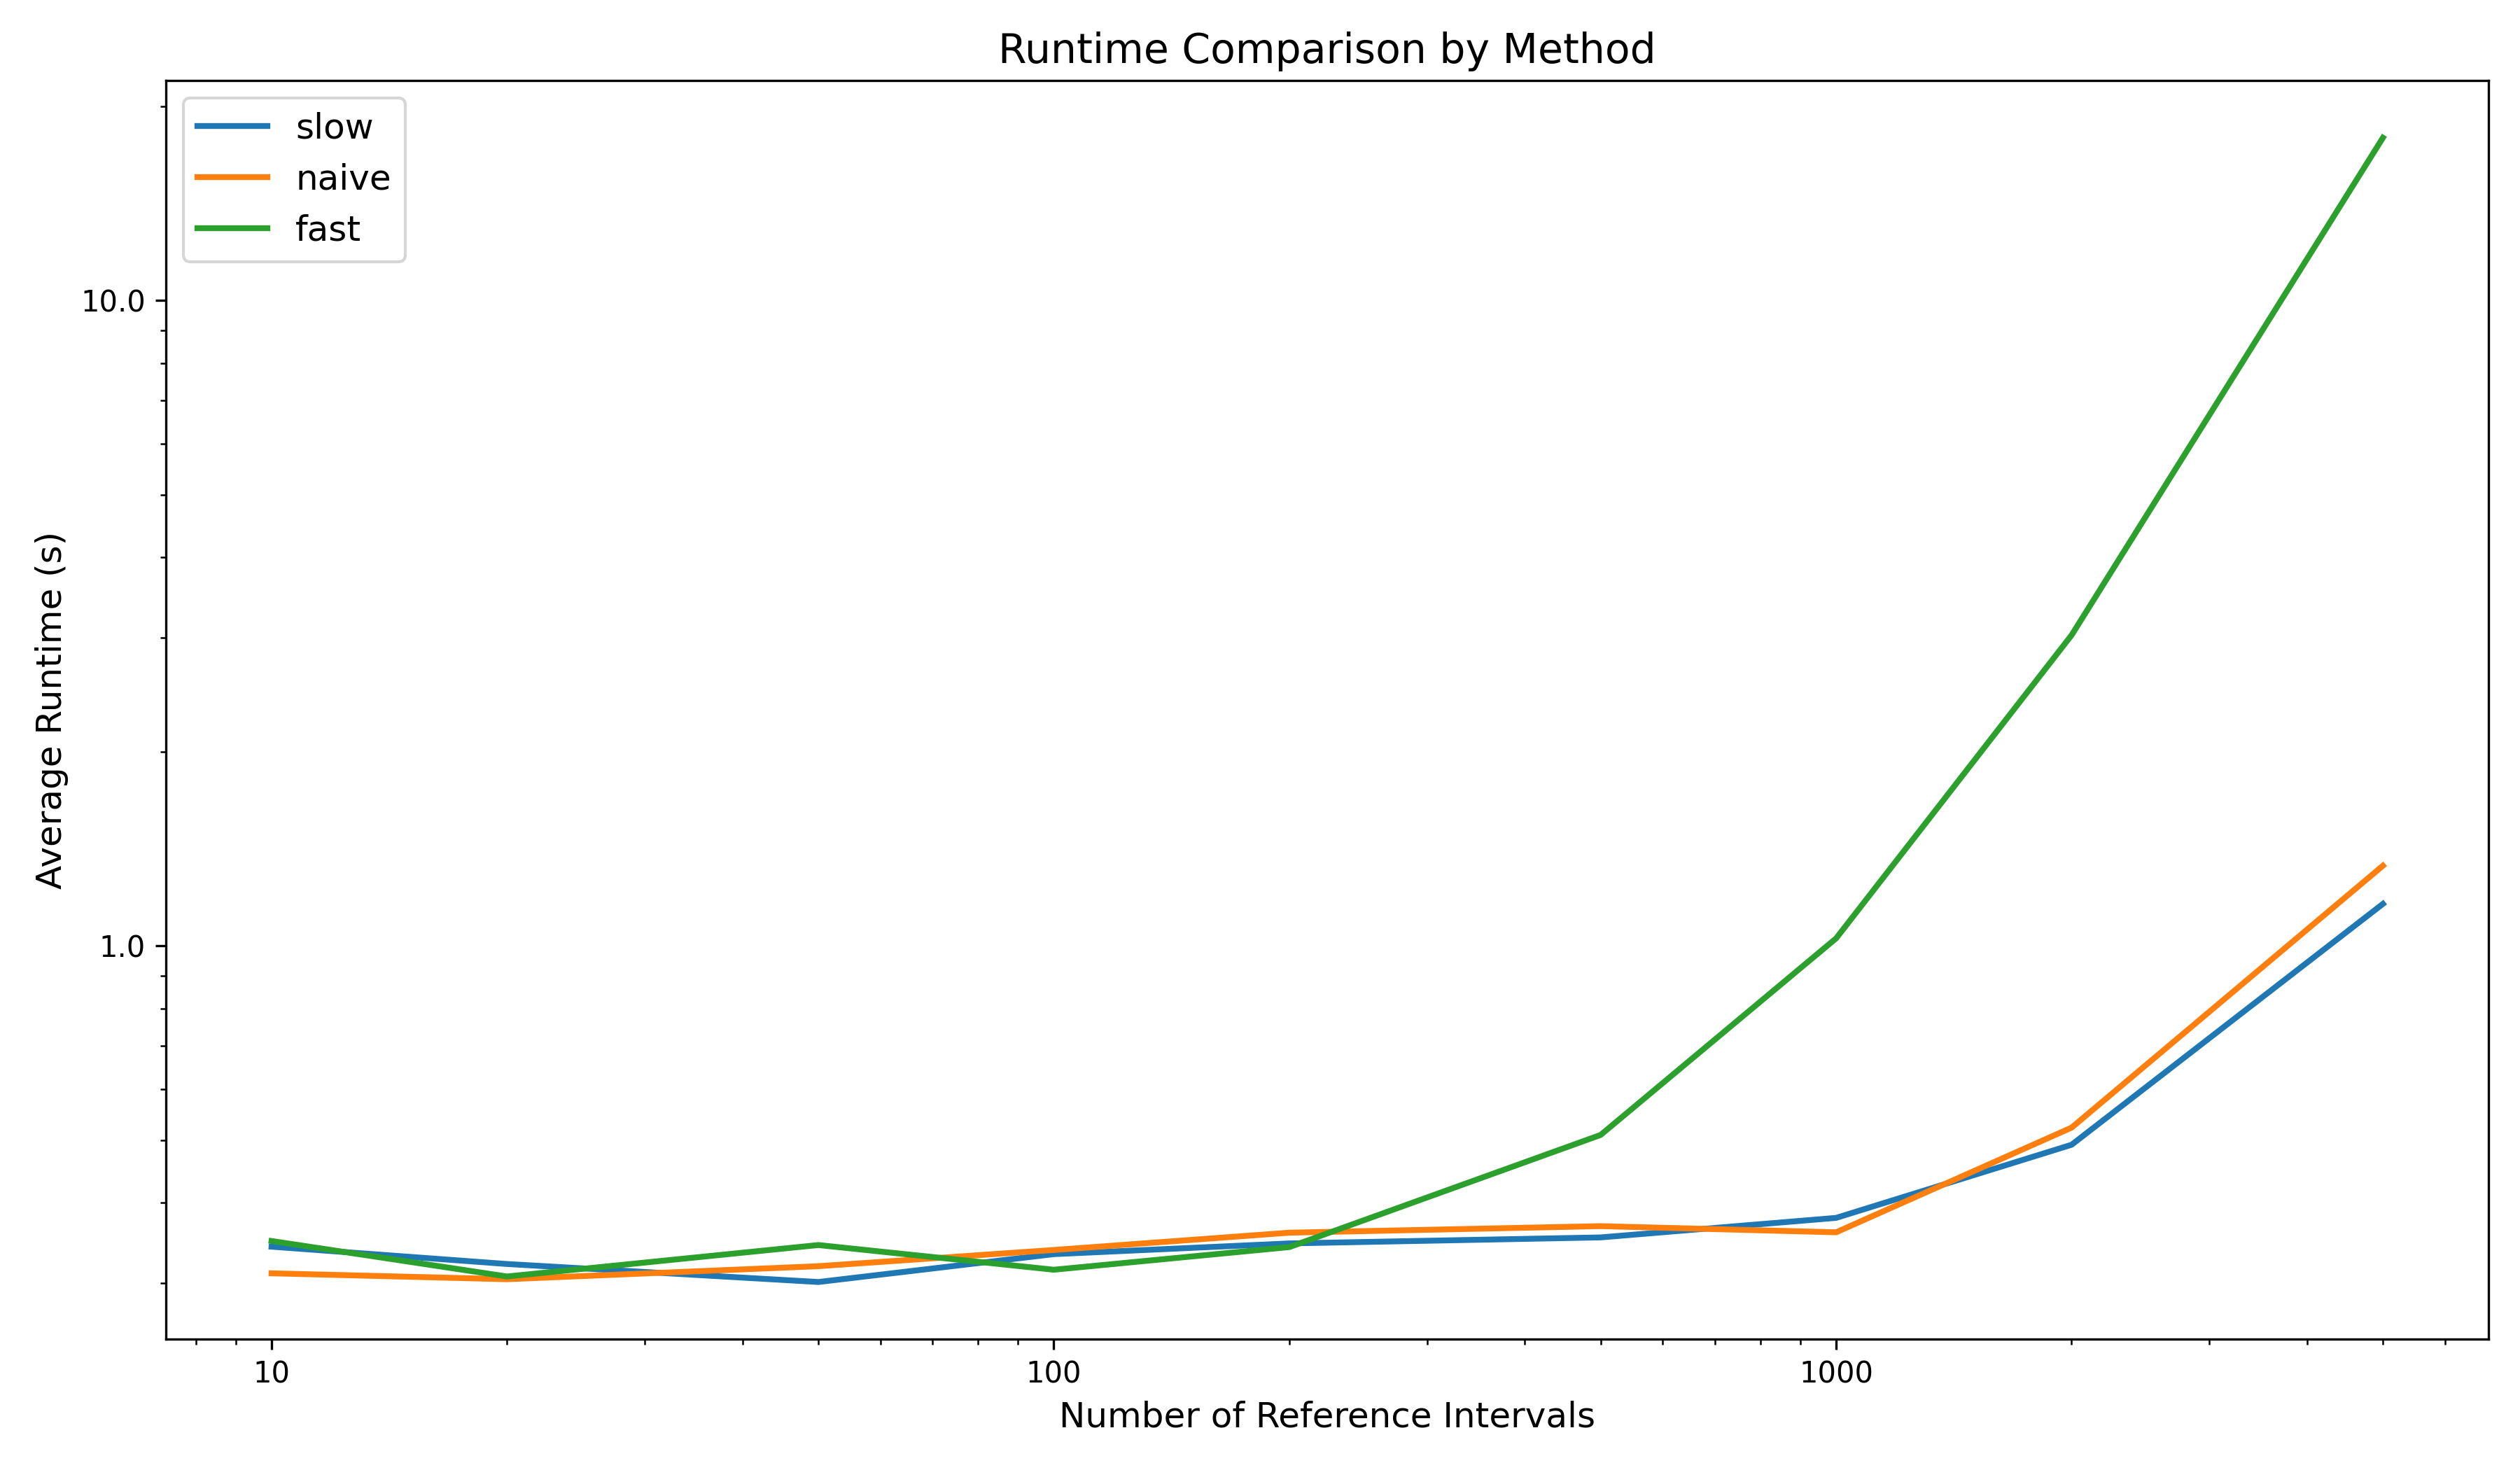 Runtime Comparison by Method
slow
naive
fast
10.0
1.0
Average Runtime (s)
10
100
1000
Number of Reference Intervals